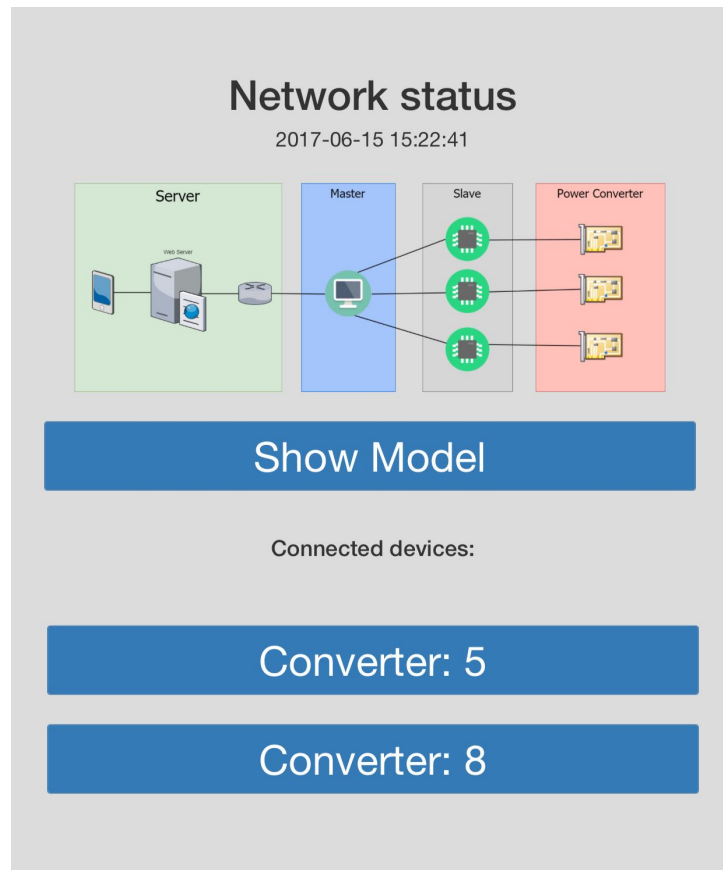 Network status
2017-06-15 15:22:41
Server
Master
Slave
Power Converter
Web Server
Show Model
Connected devices:
Converter: 5
Converter: 8